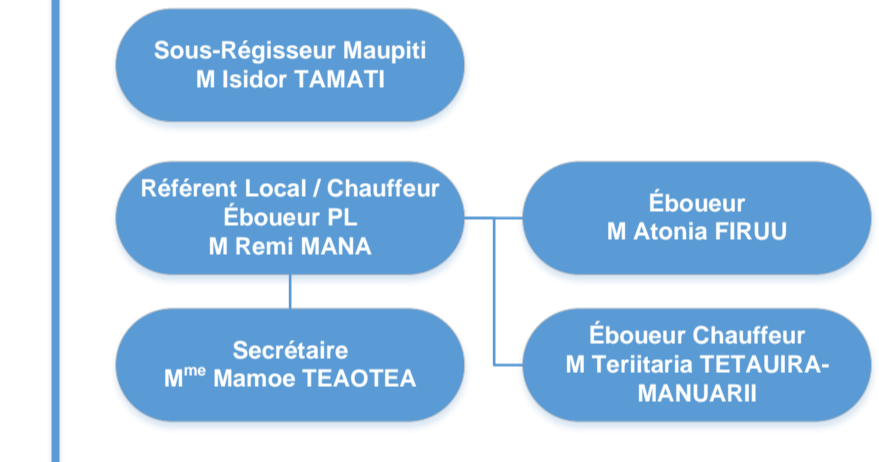 Sous-Régisseur Maupiti
M Isidor TAMATI
Référent Local / Chauffeur
Éboueur PL
M Remi MANA
Éboueur
M Atonia FIRUU
Secrétaire
Mme Mamoe TEAOTEA
Éboueur Chauffeur
M Teriitaria TETAUIRA-
MANUARII